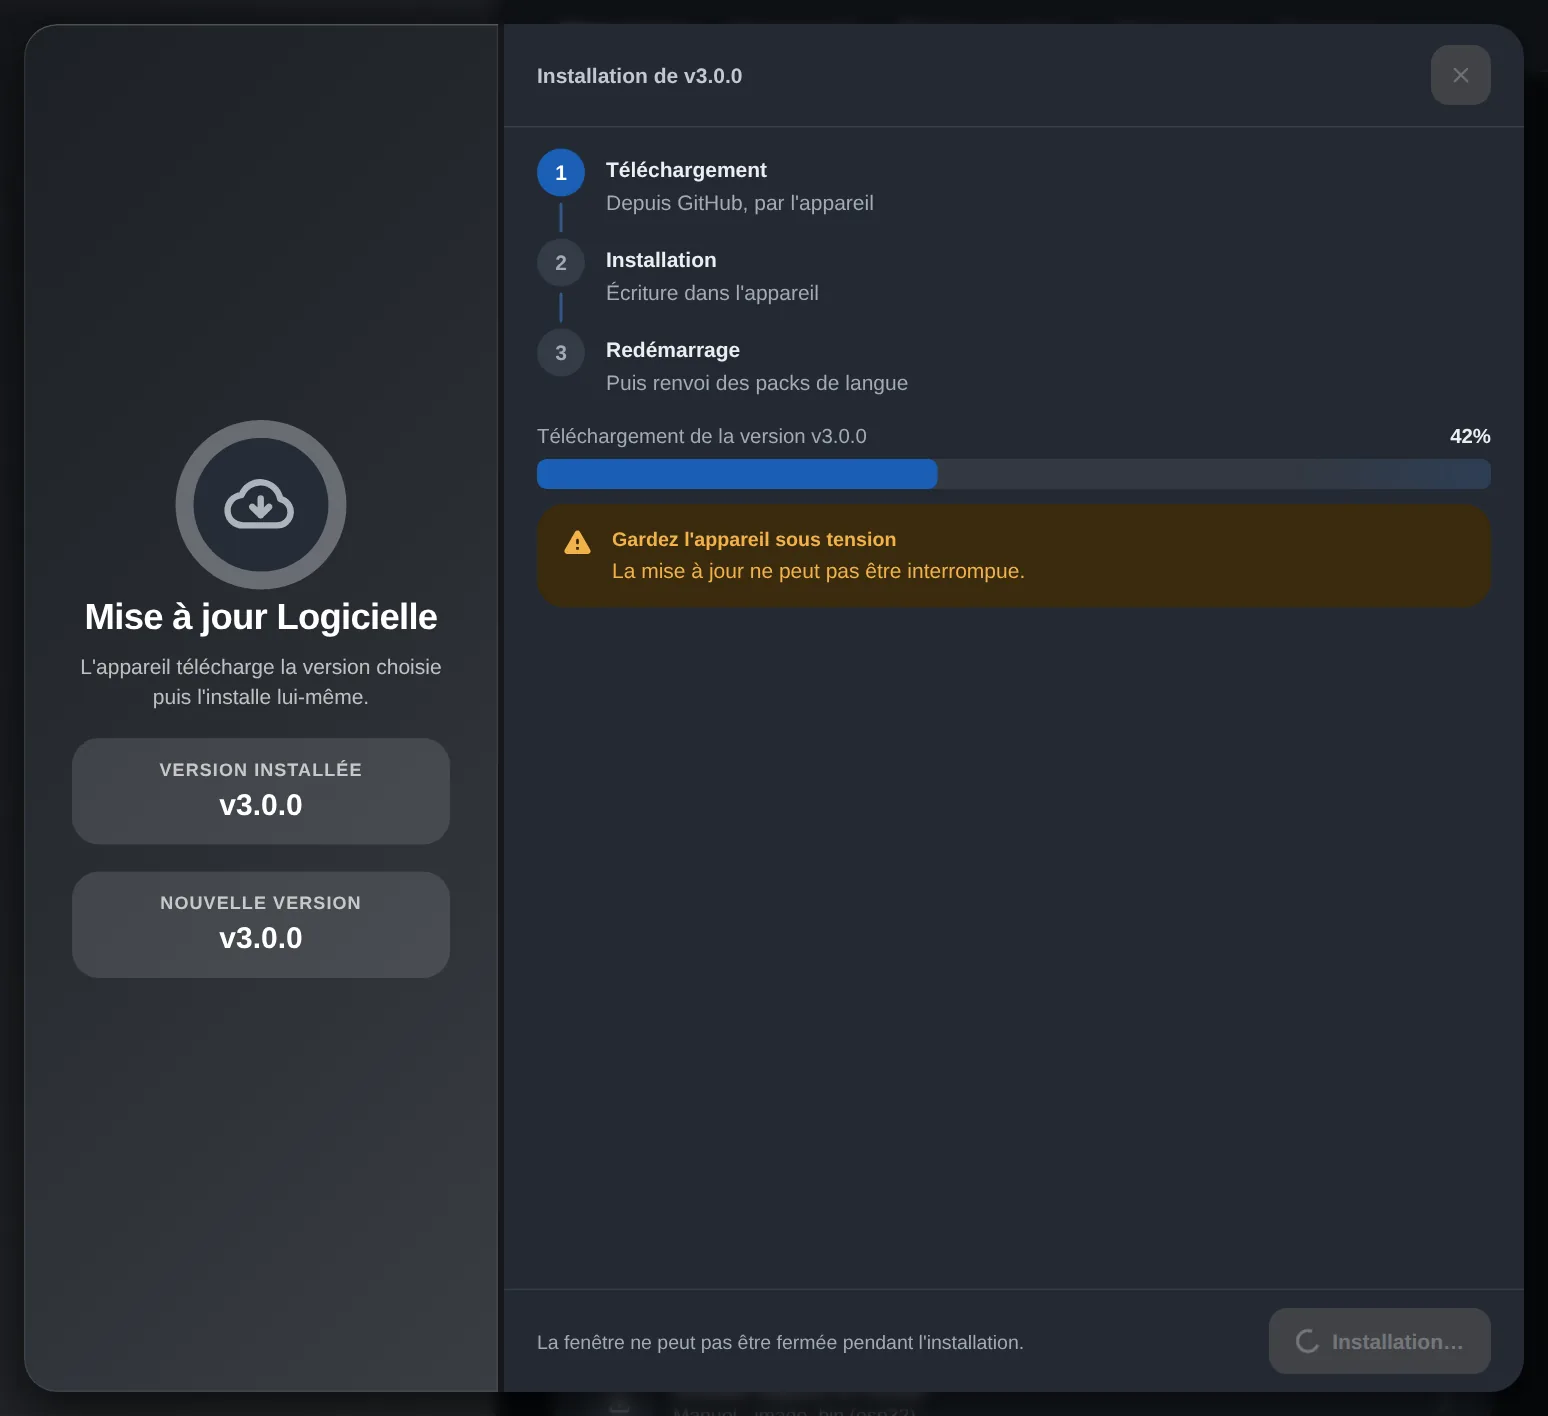 Mise à jour Logicielle
L'appareil télécharge la version choisie
puis l'installe lui-même.
VERSION INSTALLÉE
v3.0.0
NOUVELLE VERSION
v3.0.0
Installation de v3.0.0
1
Téléchargement
Depuis GitHub, par l'appareil
2
Installation
Écriture dans l'appareil
3
Redémarrage
Puis renvoi des packs de langue
Téléchargement de la version v3.0.0
42%
Gardez l'appareil sous tension
La mise à jour ne peut pas être interrompue.
La fenêtre ne peut pas être fermée pendant l'installation.
Installation...